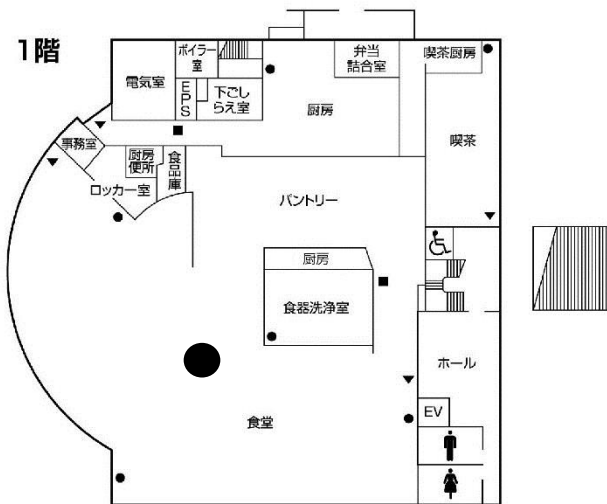 1階
ボイラー
室
弁当
詰合室
喫茶厨房
電気室
EPS
下ごし
らえ室
厨房
喫茶
事務室
厨房
便所
食品庫
ロッカー室
パントリー
厨房
食器洗浄室
ホール
EV
食堂